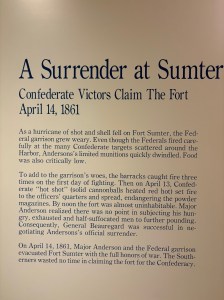 A Surrender at Sumter
Confederate Victors Claim The Fort
April 14, 1861
As a hurricane of shot and shell fell on Fort Sumter, the Fed-
eral garrison grew weary. Even though the Federals fired care-
fully at the many Confederate targets scattered around the
Harbor, Anderson's limited munitions quickly dwindled. Food
was also critically low.
To add to the garrison's woes, the barracks caught fire three
times on the first day of fighting. Then on April 13, Confed-
erate "hot shot" (solid cannonballs heated red hot) set fire
to the officers' quarters and spread, endangering the powder
magazines. By noon the fort was almost uninhabitable. Major
Anderson realized there was no point in subjecting his hun-
gry, exhausted and half-suffocated men to further pounding.
Consequently, General Beauregard was successful in ne-
gotiating Anderson's official surrender.
On April 14, 1861, Major Anderson and the Federal garrison
evacuated Fort Sumter with the full honors of war. The South-
erners wasted no time in claiming the fort for the Confederacy.